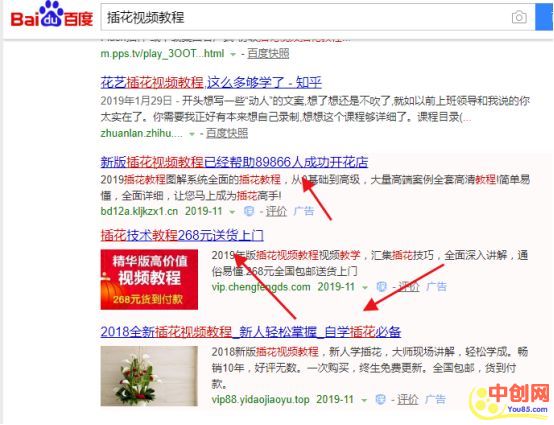 Bai百度 插花视频教程
m.pps.tv/play_3OOT...html - 百度快照
花艺插花视频教程,这么多够学了 - 知乎
2019年1月29日 - 开头想写一些“动人”的文案,想了想还是不吹了,就如以前上班领导和我说的你
太实在了。你需要我正好有本来想自己录制,想想这个课程够详细了。课程目录(...
zhuanlan.zhihu.... - 百度快照
新版插花视频教程已经帮助89866人成功开花店
2019插花教程图解系统全面的插花教程，从0基础到高级，大量高端案例全套高清教程!简单易
懂，全面详细，让您马上成为插花高手!
bd12a.kljkzx1.cn 2019-11 - 评价 广告
插花技术教程268元送货上门
精华版高价值
视频教程
268元货到付款
2019年版插花视频教程视频教学，汇集插花技巧，全面深入讲解，通
俗易懂.268元全国包邮送货上门
vip.chengfengds.com 2019-11 - 评价 广告
2018全新插花视频教程_新人轻松掌握_自学插花必备
2018新版插花视频教程，新人学插花，大师现场讲解，轻松学成。畅
销10年，好评无数。一次购买，终生免费更新。全国包邮，货到付
款。
vip88.yidaojiaoyu.top 2019-11 - 评价 广告
中创网
You85.com